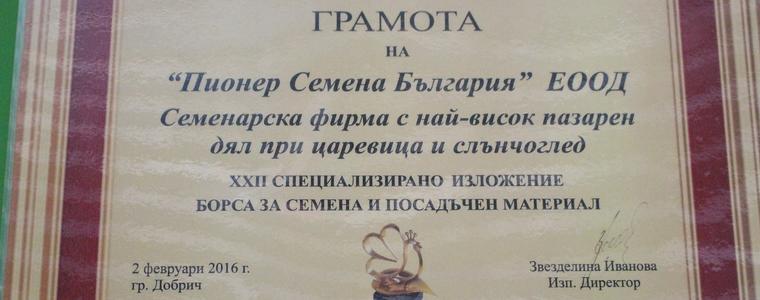 ГРАМОТА
НА
“Пионер Семена България” ЕООД
Семенарска фирма с най-висок пазарен
дял при царевица и слънчоглед
XXII СПЕЦИАЛИЗИРАНО ИЗЛОЖЕНИЕ
БОРСА ЗА СЕМЕНА И ПОСАДЪЧЕН МАТЕРИАЛ
2 февруари 2016 г.
гр. Добрич
Звезделина Иванова
Изп. Директор